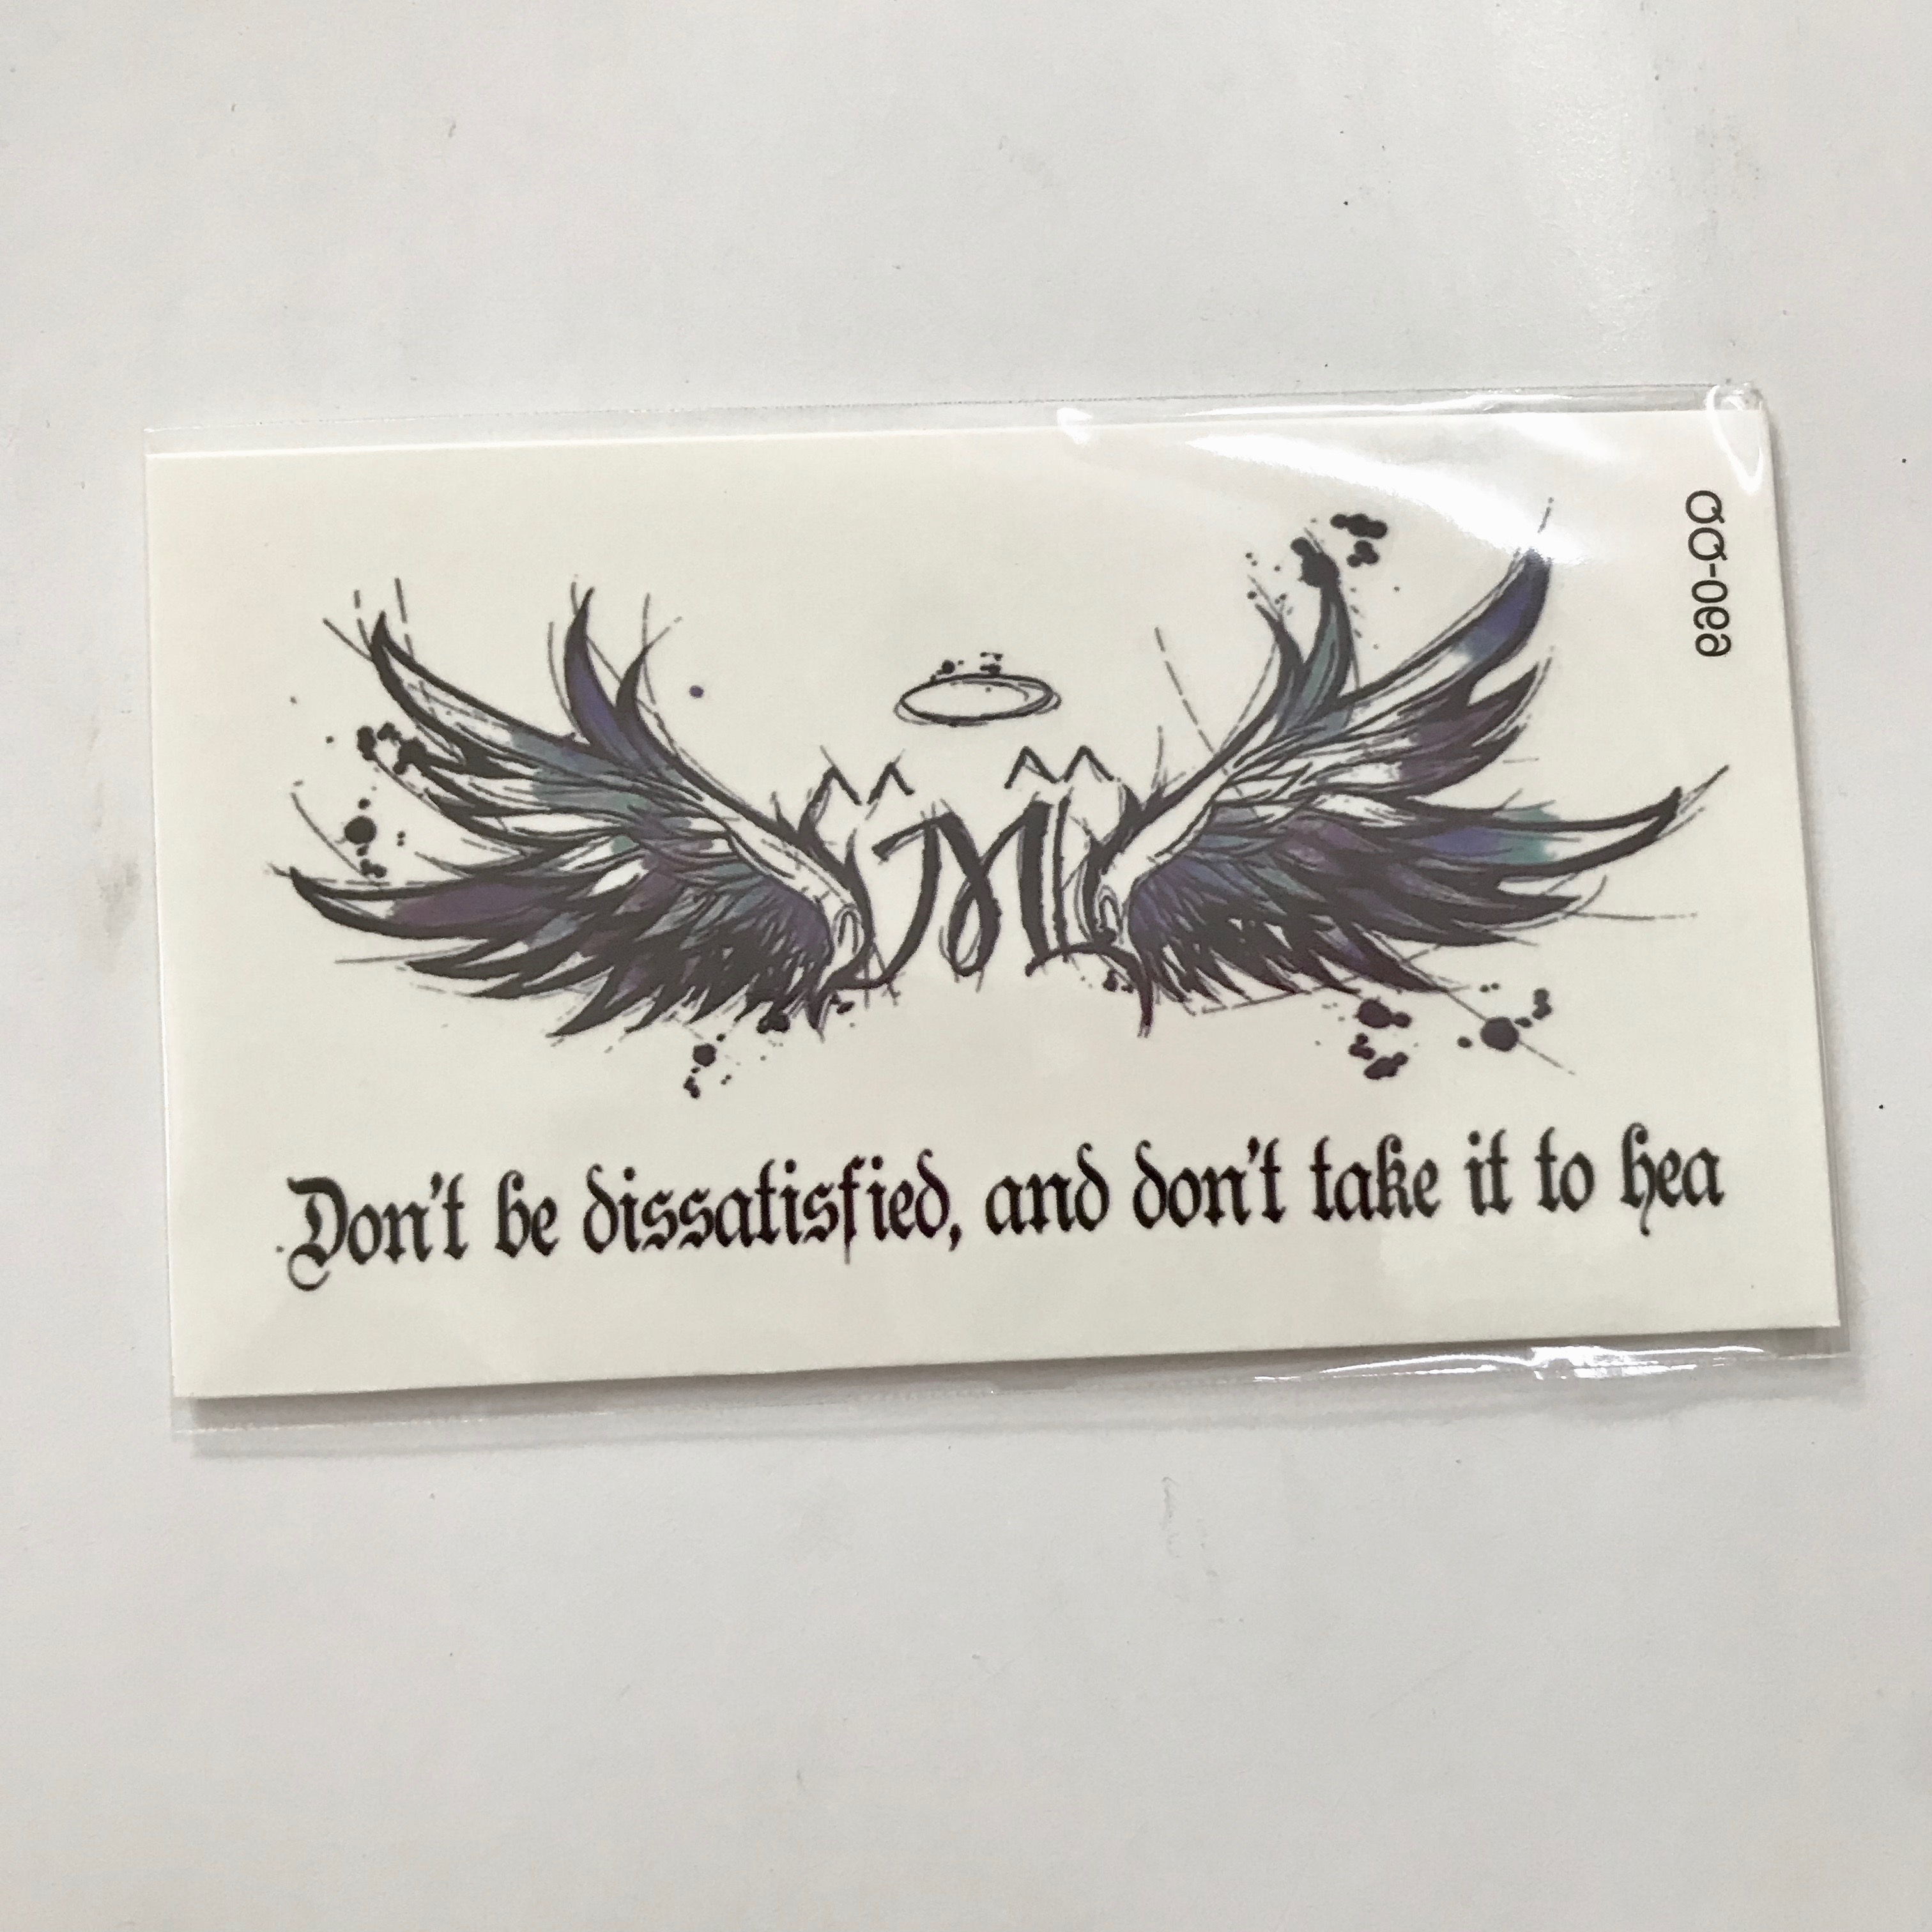 Don't be dissatisfied, and don't take it to hea
QQ-069